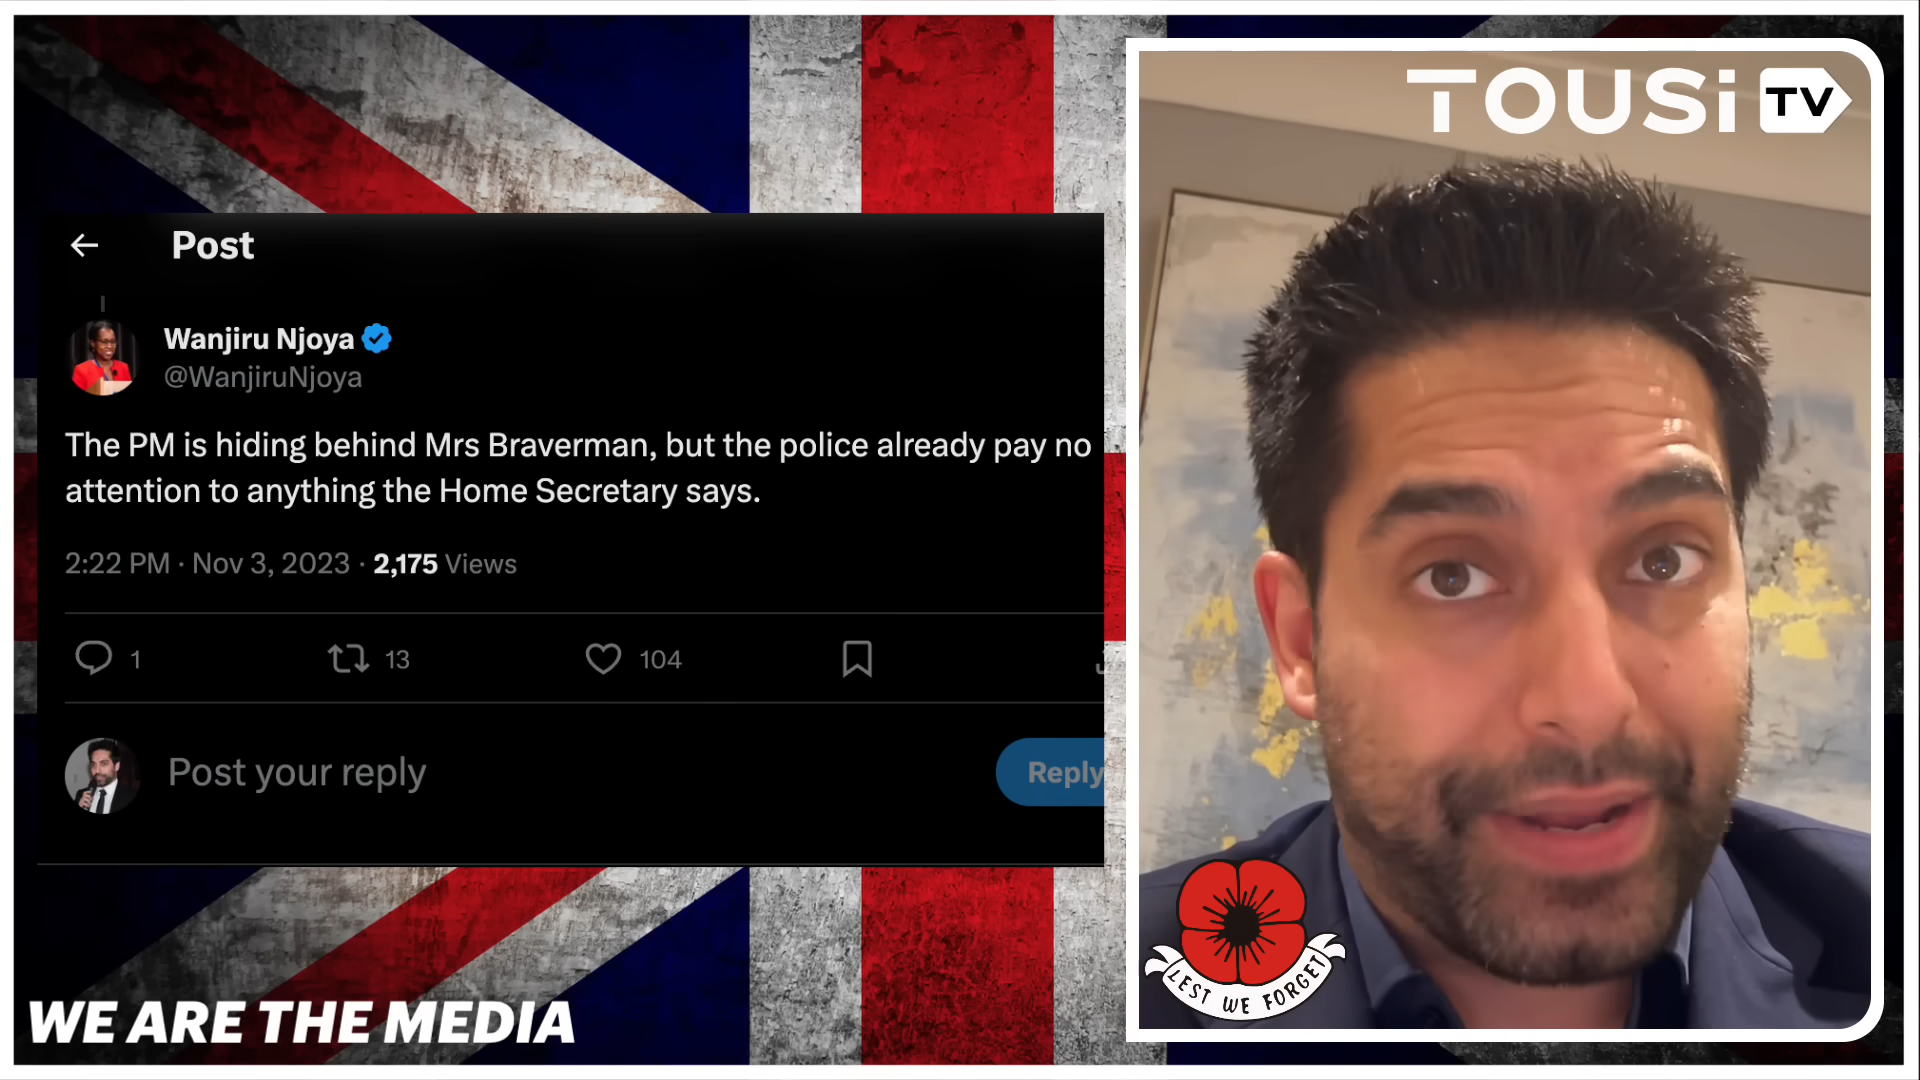 TOUSi TV
Post
Wanjiru Njoya
@WanjiruNjoya
The PM is hiding behind Mrs Braverman, but the police already pay no
attention to anything the Home Secretary says.
2:22 PM · Nov 3, 2023 · 2,175 Views
1 13 104
Post your reply
Reply
LEST WE FORGET
WE ARE THE MEDIA